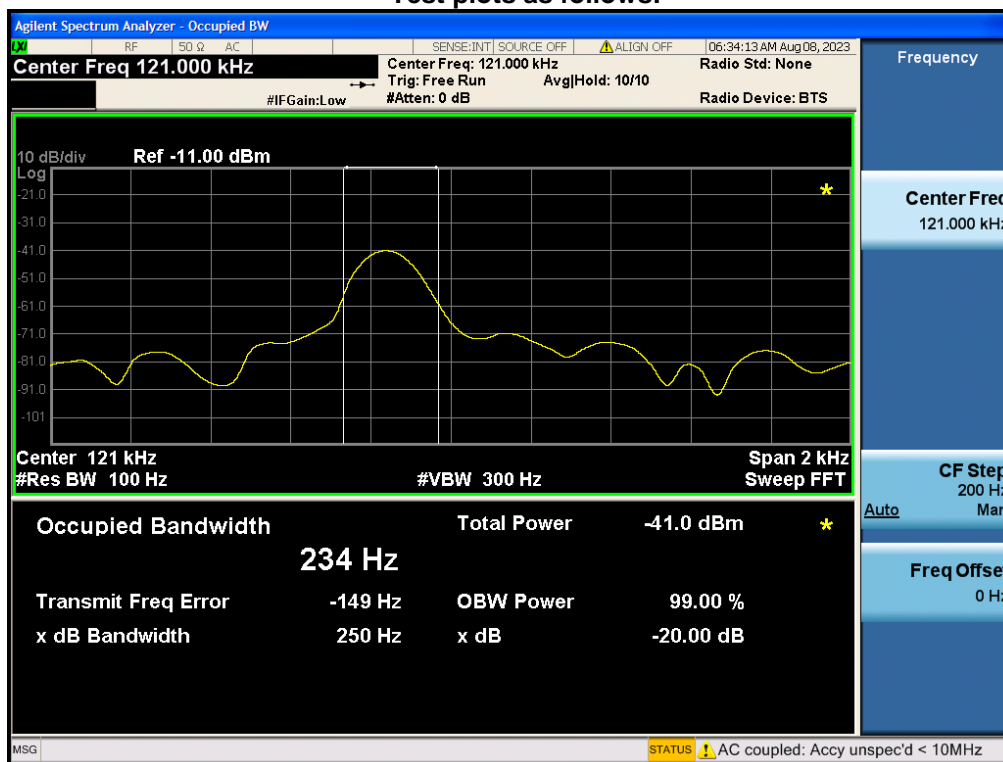 Test plots as follows:
Agilent Spectrum Analyzer - Occupied BW
LXI RF 50 Ω AC SENSE:INT SOURCE OFF ALIGN OFF 06:34:13 AM Aug 08, 2023
Center Freq 121.000 kHz
Center Freq: 121.000 kHz Radio Std: None
Trig: Free Run Avg|Hold: 10/10
#IFGain:Low #Atten: 0 dB Radio Device: BTS
Frequency
10 dB/div Ref -11.00 dBm
Log
-21.0
-31.0
-41.0
-51.0
-61.0
-71.0
-81.0
-91.0
-101
Center 121 kHz Span 2 kHz
#Res BW 100 Hz #VBW 300 Hz Sweep FFT
Center Freq
121.000 kHz
CF Step
200 Hz
Auto Man
Freq Offset
0 Hz
Occupied Bandwidth Total Power -41.0 dBm
234 Hz
Transmit Freq Error -149 Hz OBW Power 99.00 %
x dB Bandwidth 250 Hz x dB -20.00 dB
MSG STATUS AC coupled: Accy unspec'd < 10MHz